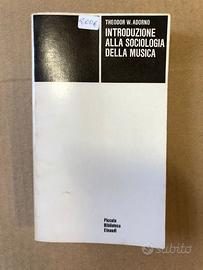 THEODOR W. ADORNO
INTRODUZIONE
ALLA SOCIOLOGIA
DELLA MUSICA
Piccola
Biblioteca
Einaudi
subito